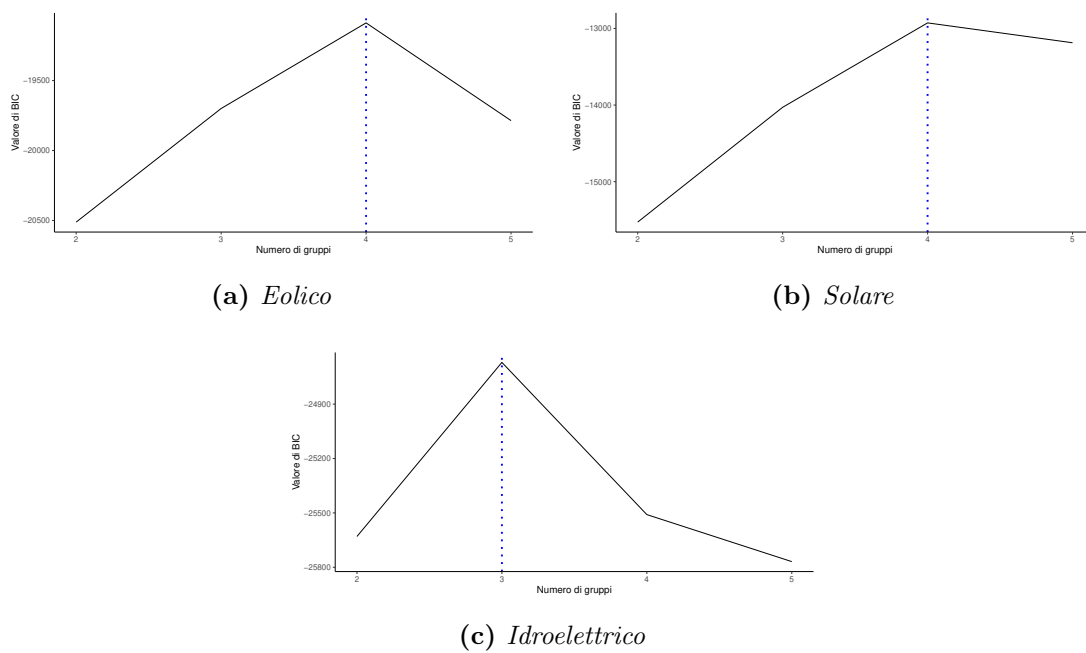 Valore di BIC
−19500
−20000
−20500
2 3 4 5
Numero di gruppi
(a) Eolico
Valore di BIC
−13000
−14000
−15000
2 3 4 5
Numero di gruppi
(b) Solare
Valore di BIC
−24900
−25200
−25500
−25800
2 3 4 5
Numero di gruppi
(c) Idroelettrico